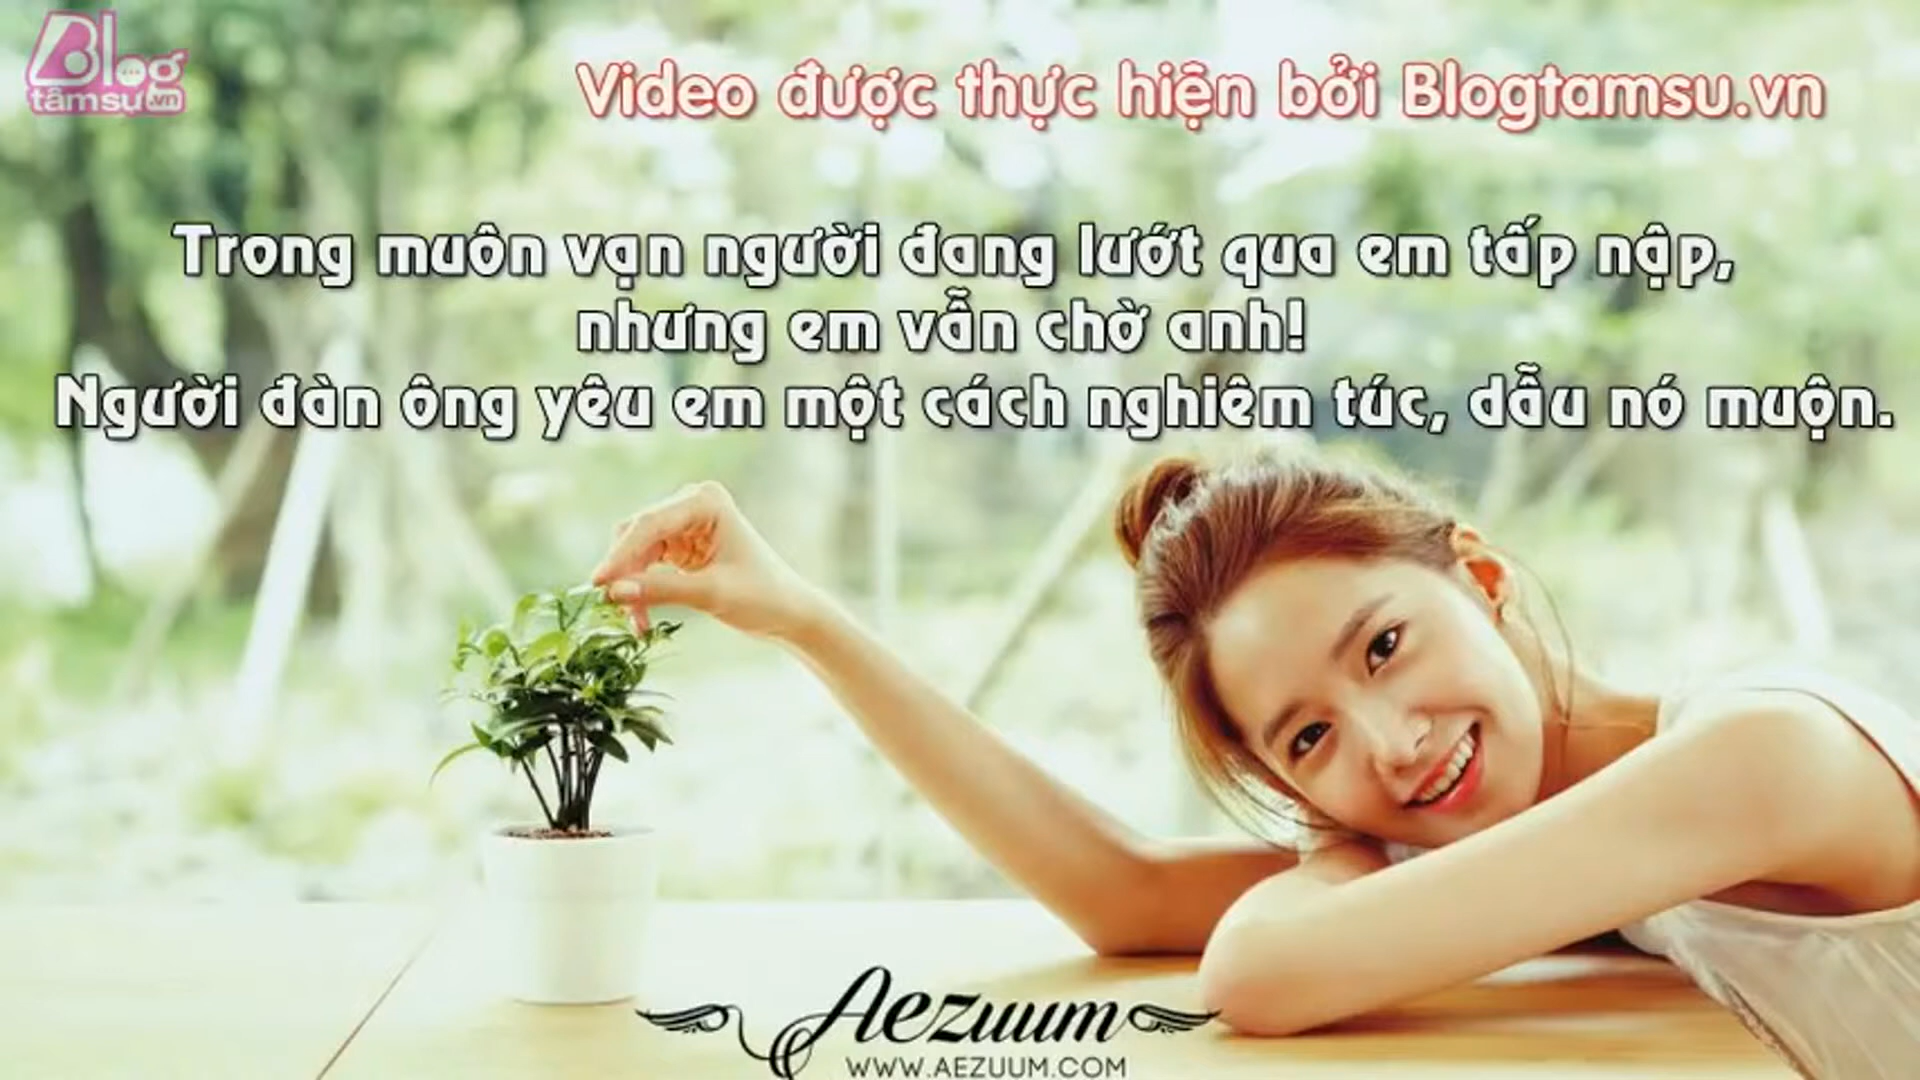 Blog
tâmsự.vn
Video được thực hiện bởi Blogtamsu.vn
Trong muôn vạn người đang lướt qua em tấp nập,
nhưng em vẫn chờ anh!
Người đàn ông yêu em một cách nghiêm túc, dẫu nó muộn.
Aezuum
WWW.AEZUUM.COM